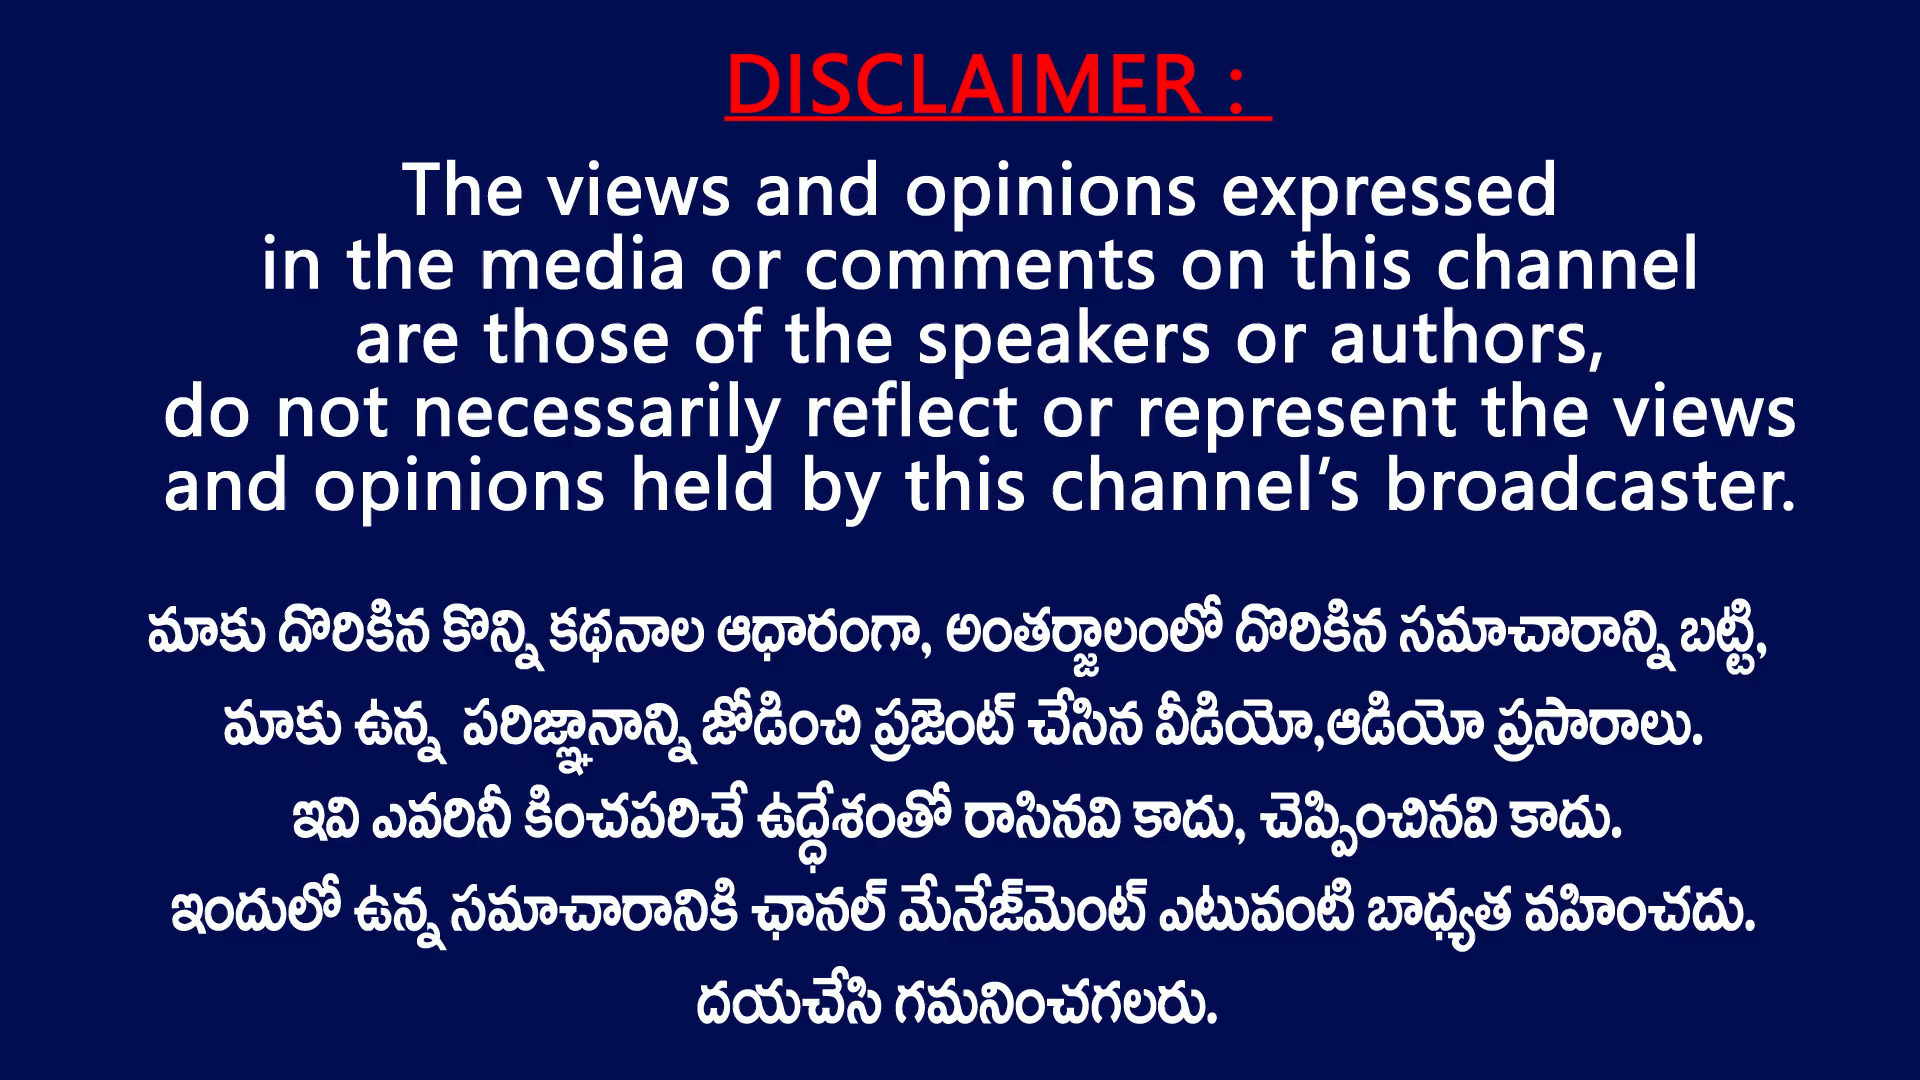 DISCLAIMER :
The views and opinions expressed
in the media or comments on this channel
are those of the speakers or authors,
do not necessarily reflect or represent the views
and opinions held by this channel’s broadcaster.
మాకు దొరికిన కొన్ని కథనాల ఆధారంగా, అంతర్జాలంలో దొరికిన సమాచారాన్ని బట్టి,
మాకు ఉన్న పరిజ్ఞానాన్ని జోడించి ప్రజెంట్ చేసిన వీడియో,ఆడియో ప్రసారాలు.
ఇవి ఎవరినీ కించపరిచే ఉద్ధేశంతో రాసినవి కాదు, చెప్పించినవి కాదు.
ఇందులో ఉన్న సమాచారానికి ఛానల్ మేనేజ్‌మెంట్ ఎటువంటి బాధ్యత వహించదు.
దయచేసి గమనించగలరు.